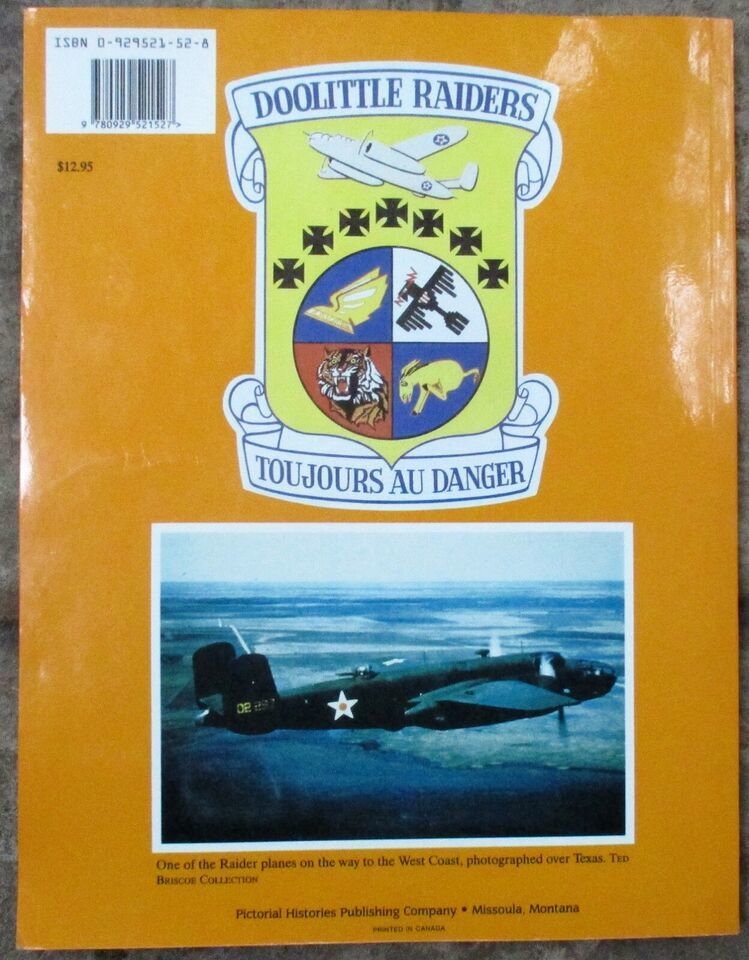 ISBN 0-929521-52-8
9 780929 521527>
$12.95
DOOLITTLE RAIDERS
TOUJOURS AU DANGER
One of the Raider planes on the way to the West Coast, photographed over Texas. TED
BRISCOE COLLECTION
Pictorial Histories Publishing Company • Missoula, Montana
PRINTED IN CANADA